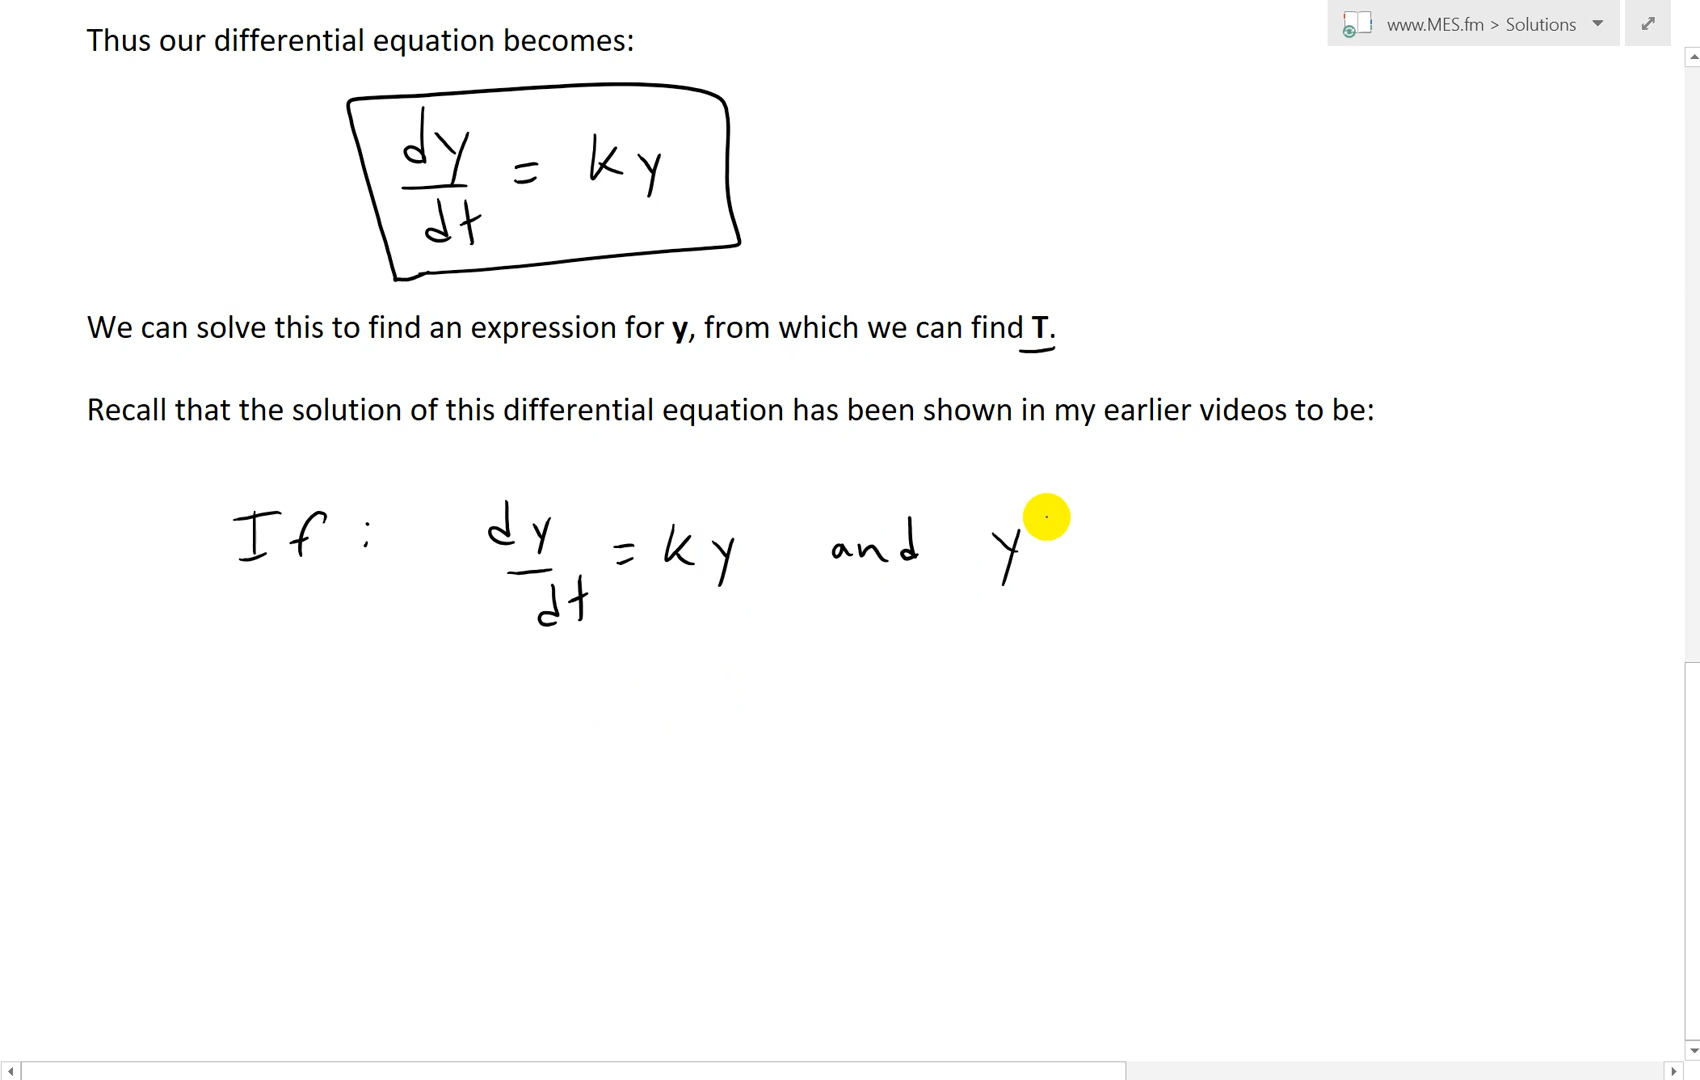 www.MES.fm > Solutions
Thus our differential equation becomes:
dy/dt = ky
We can solve this to find an expression for y, from which we can find T.
Recall that the solution of this differential equation has been shown in my earlier videos to be:
If : dy/dt = ky and y